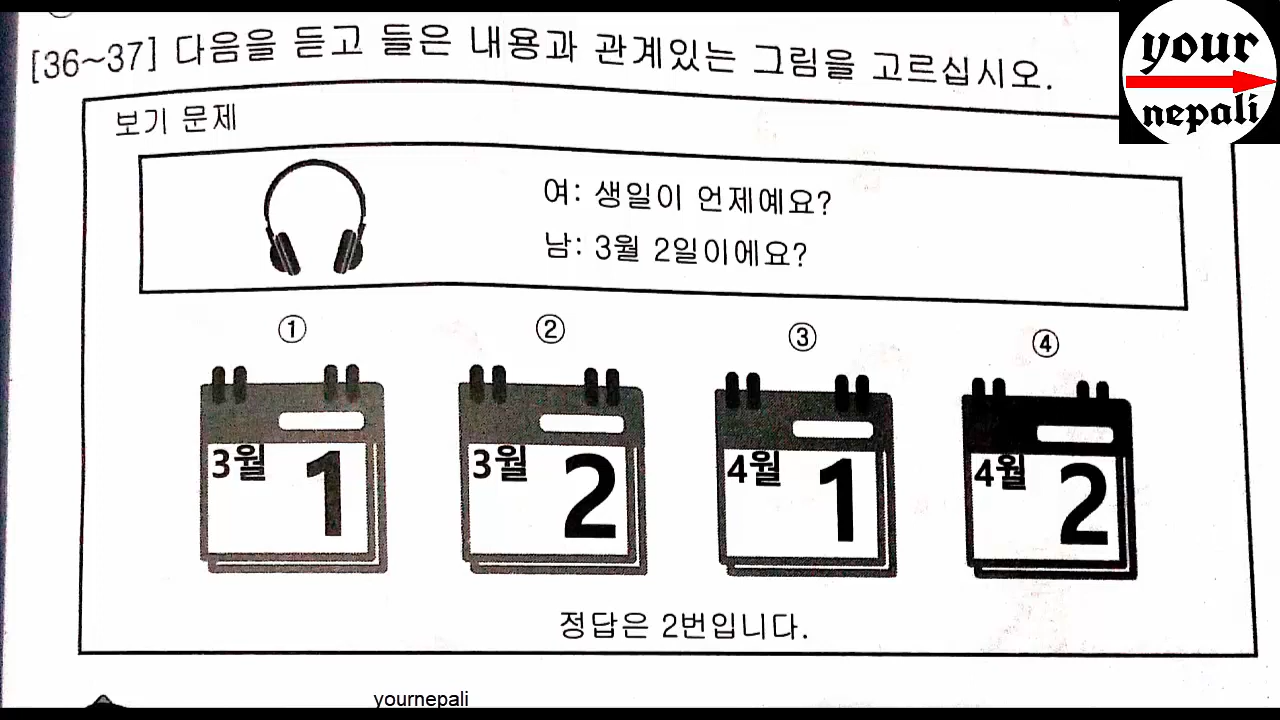 [36~37] 다음을 듣고 들은 내용과 관계있는 그림을 고르십시오.
your
nepali
보기 문제
여: 생일이 언제예요?
남: 3월 2일이에요?
① ② ③ ④
3월 1
3월 2
4월 1
4월 2
정답은 2번입니다.
yournepali